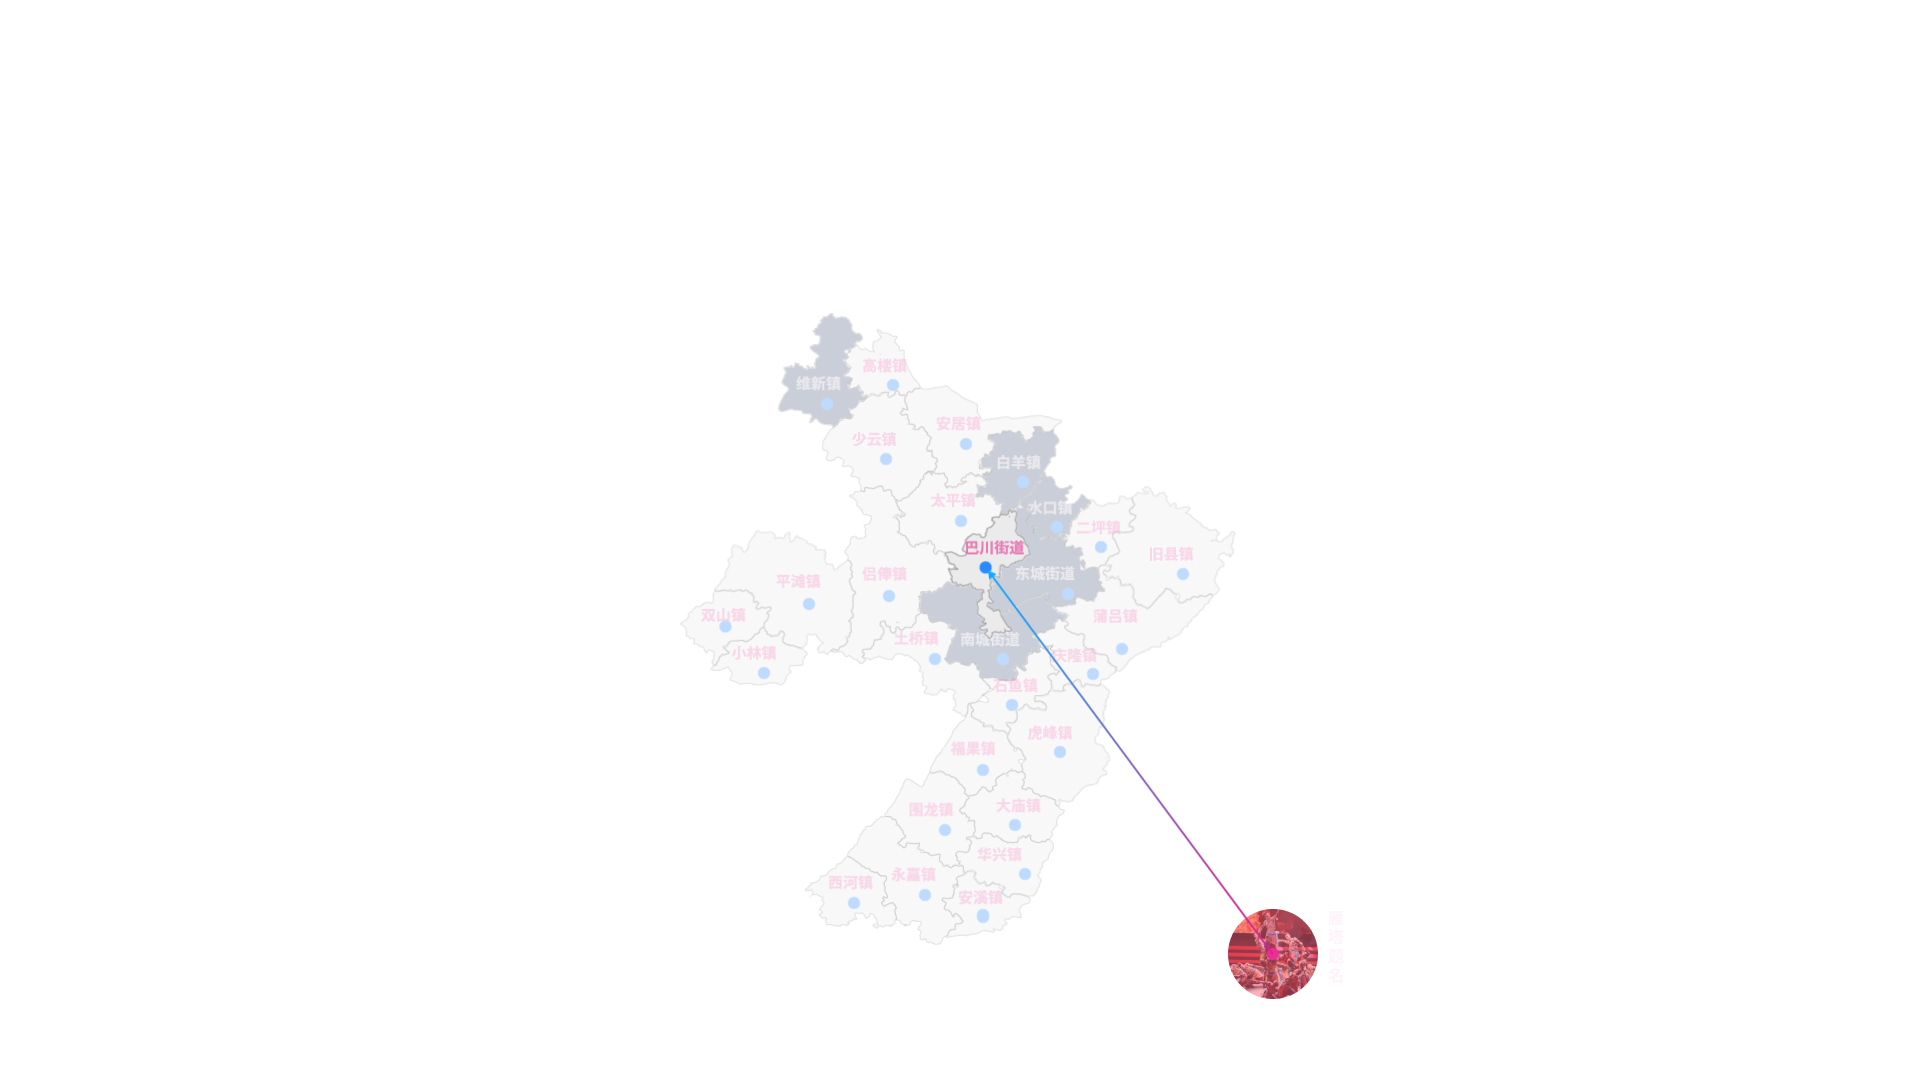 高楼镇
维新镇
安居镇
少云镇
白羊镇
太平镇
水口镇
二坪镇
巴川街道
旧县镇
侣俸镇
东城街道
平滩镇
双山镇
蒲吕镇
土桥镇
南城街道
小林镇
庆隆镇
石鱼镇
虎峰镇
福果镇
围龙镇
大庙镇
华兴镇
永嘉镇
西河镇
安溪镇
雁塔题名